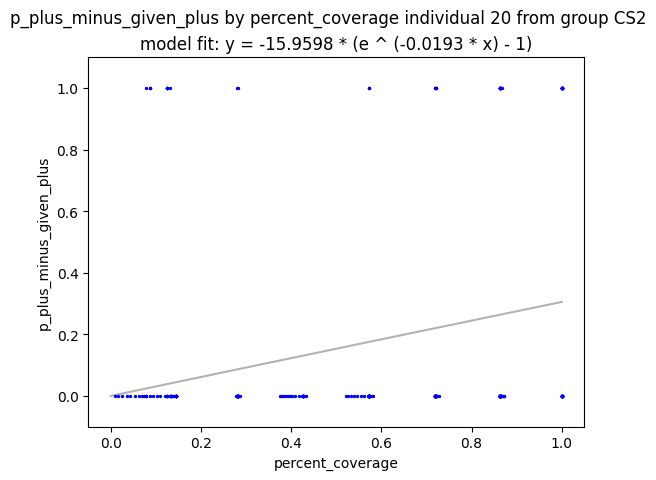 p_plus_minus_given_plus by percent_coverage individual 20 from group CS2
model fit: y = -15.9598 * (e ^ (-0.0193 * x) - 1)
1.0
0.8
0.6
0.4
0.2
0.0
p_plus_minus_given_plus
0.0 0.2 0.4 0.6 0.8 1.0
percent_coverage